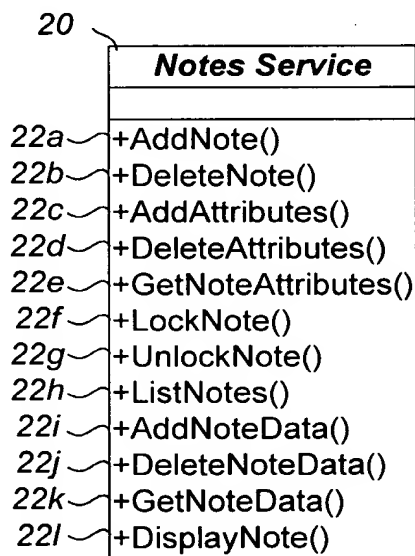 20
Notes Service
22a +AddNote()
22b +DeleteNote()
22c +AddAttributes()
22d +DeleteAttributes()
22e +GetNoteAttributes()
22f +LockNote()
22g +UnlockNote()
22h +ListNotes()
22i +AddNoteData()
22j +DeleteNoteData()
22k +GetNoteData()
22l +DisplayNote()